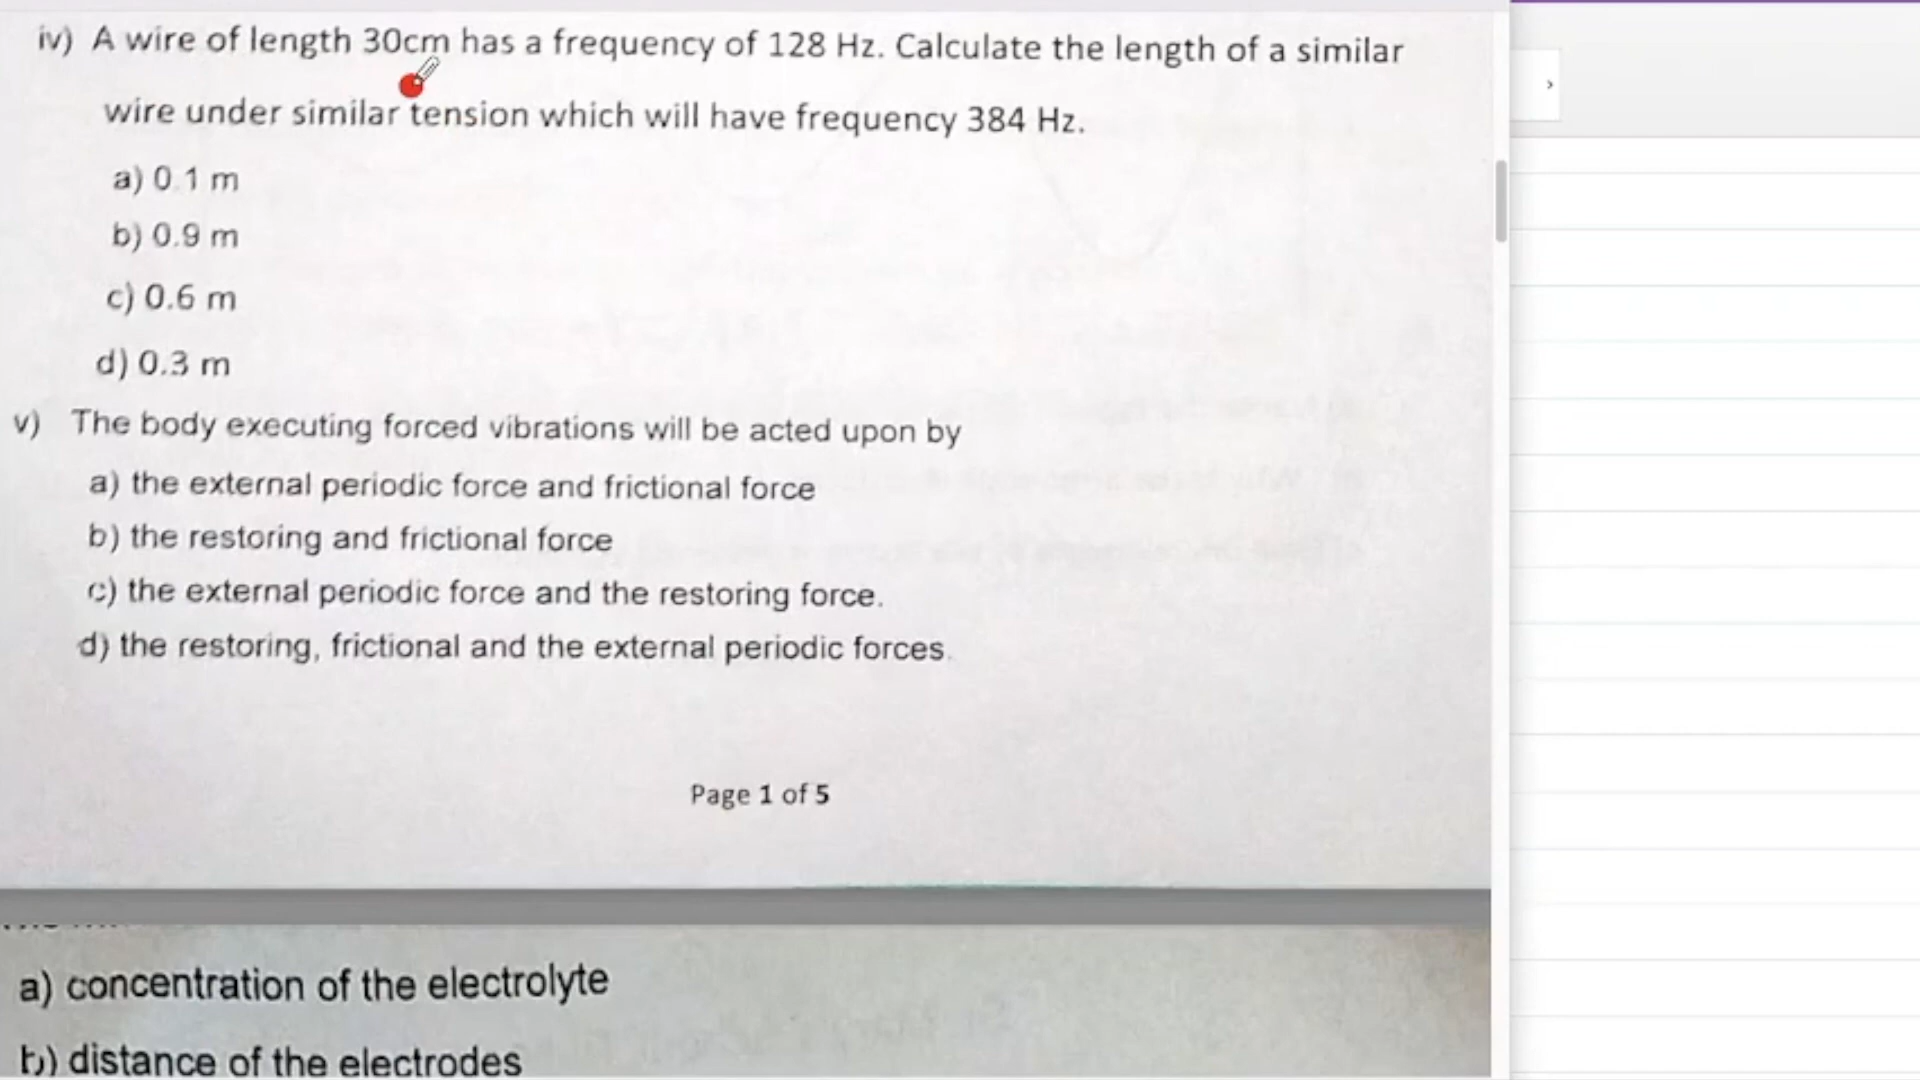 iv) A wire of length 30cm has a frequency of 128 Hz. Calculate the length of a similar
wire under similar tension which will have frequency 384 Hz.
a) 0.1 m
b) 0.9 m
c) 0.6 m
d) 0.3 m
v) The body executing forced vibrations will be acted upon by
a) the external periodic force and frictional force
b) the restoring and frictional force
c) the external periodic force and the restoring force.
d) the restoring, frictional and the external periodic forces.
Page 1 of 5
a) concentration of the electrolyte
b) distance of the electrodes